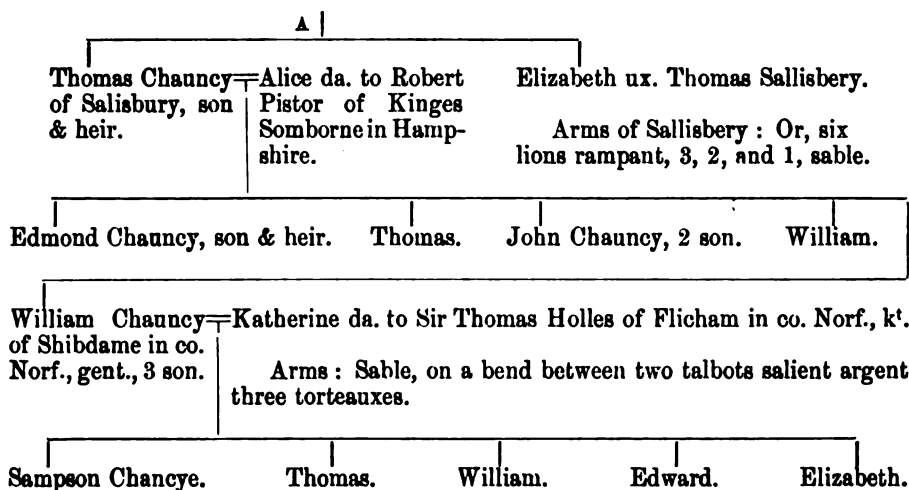 A
Thomas Chauncy
of Salisbury, son
& heir.
Alice da. to Robert
Pistor of Kinges
Somborne in Hamp-
shire.
Elizabeth ux. Thomas Sallisbery.
Arms of Sallisbery : Or, six
lions rampant, 3, 2, and 1, sable.
Edmond Chauncy, son & heir. Thomas. John Chauncy, 2 son. William.
William Chauncy
of Shibdame in co.
Norf., gent., 3 son.
Katherine da. to Sir Thomas Holles of Flicham in co. Norf., kt.
Arms : Sable, on a bend between two talbots salient argent
three torteauxes.
Sampson Chancye. Thomas. William. Edward. Elizabeth.